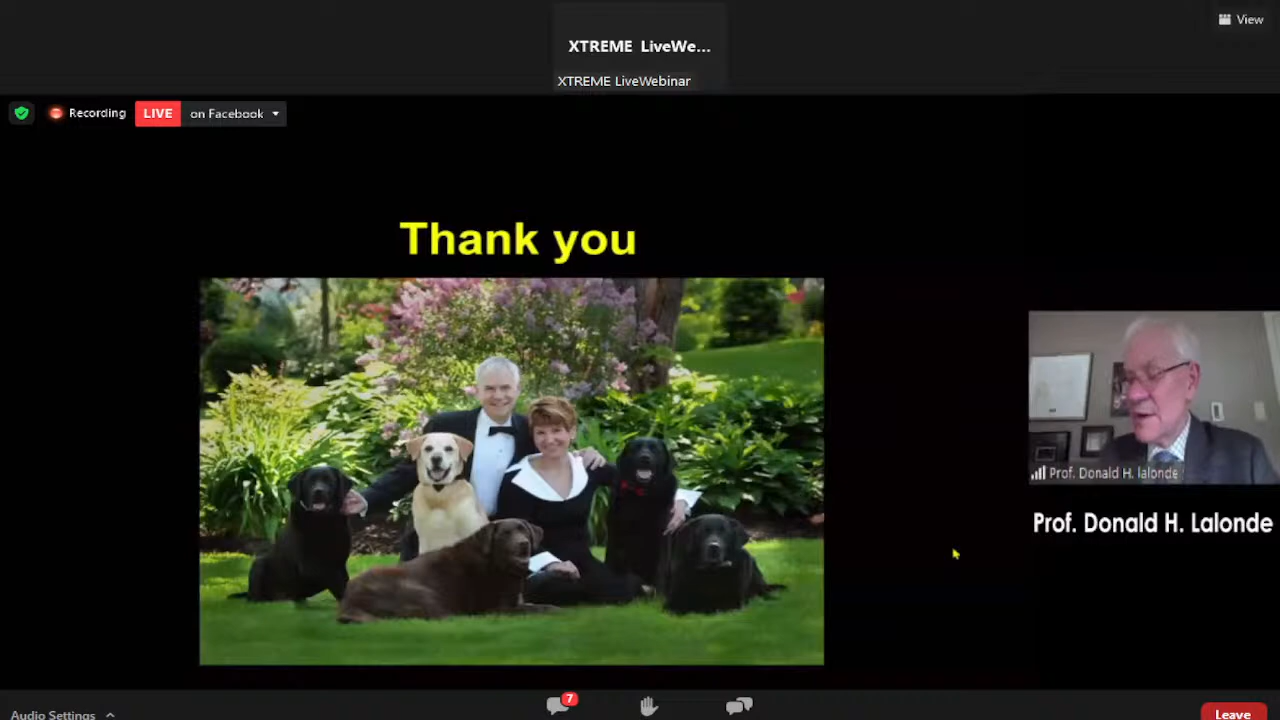 XTREME LiveWe...
XTREME LiveWebinar
View
Recording
LIVE
on Facebook
Thank you
Prof. Donald H. lalonde
Prof. Donald H. Lalonde
7
Audio Settings
Leave